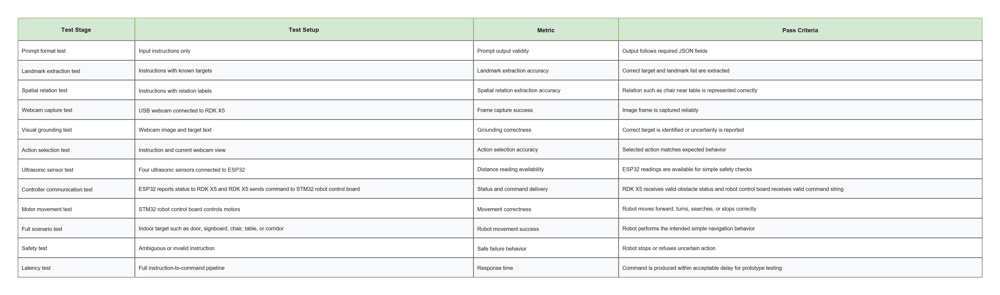 Test Stage Test Setup Metric Pass Criteria
Prompt format test Input instructions only Prompt output validity Output follows required JSON fields
Landmark extraction test Instructions with known targets Landmark extraction accuracy Correct target and landmark list are extracted
Spatial relation test Instructions with relation labels Spatial relation extraction accuracy Relation such as chair near table is represented correctly
Webcam capture test USB webcam connected to RDK X5 Frame capture success Image frame is captured reliably
Visual grounding test Webcam image and target text Grounding correctness Correct target is identified or uncertainty is reported
Action selection test Instruction and current webcam view Action selection accuracy Selected action matches expected behavior
Ultrasonic sensor test Four ultrasonic sensors connected to ESP32 Distance reading availability ESP32 readings are available for simple safety checks
Controller communication test ESP32 reports status to RDK X5 and RDK X5 sends command to STM32 robot control board Status and command delivery RDK X5 receives valid obstacle status and robot control board receives valid command string
Motor movement test STM32 robot control board controls motors Movement correctness Robot moves forward, turns, searches, or stops correctly
Full scenario test Indoor target such as door, signboard, chair, table, or corridor Robot movement success Robot performs the intended simple navigation behavior
Safety test Ambiguous or invalid instruction Safe failure behavior Robot stops or refuses uncertain action
Latency test Full instruction-to-command pipeline Response time Command is produced within acceptable delay for prototype testing